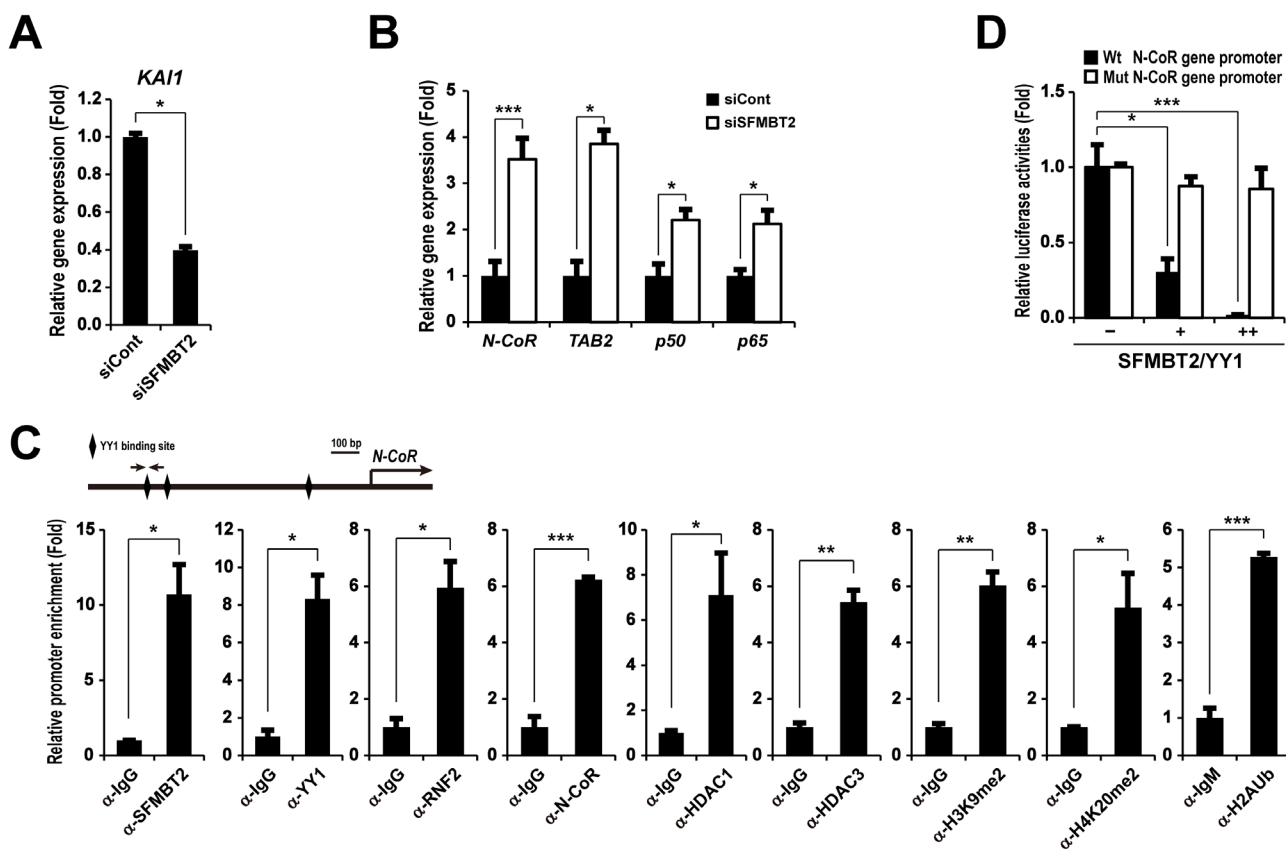 A
KAI1
Relative gene expression (Fold)
1.2
1.0
0.8
0.6
0.4
0.2
0.0
*
siCont
siSFMBT2
B
Relative gene expression (Fold)
5
4
2
1
0
*** * * *
siCont
siSFMBT2
N-CoR TAB2 p50 p65
D
Wt N-CoR gene promoter
Mut N-CoR gene promoter
Relative luciferase activities (Fold)
1.5
1.0
0.5
0.0
***
*
− + ++
SFMBT2/YY1
C
YY1 binding site
100 bp
N-CoR
Relative promoter enrichment (Fold)
15
10
5
0
*
α-IgG
α-SFMBT2
12
10
8
6
4
2
0
*
α-IgG
α-YY1
8
6
4
2
0
*
α-IgG
α-RNF2
8
6
4
2
0
***
α-IgG
α-N-CoR
10
8
6
4
2
0
*
α-IgG
α-HDAC1
8
6
4
2
0
**
α-IgG
α-HDAC3
8
6
4
2
0
**
α-IgG
α-H3K9me2
8
6
4
2
0
*
α-IgG
α-H4K20me2
6
5
4
3
2
1
0
***
α-IgM
α-H2AUb